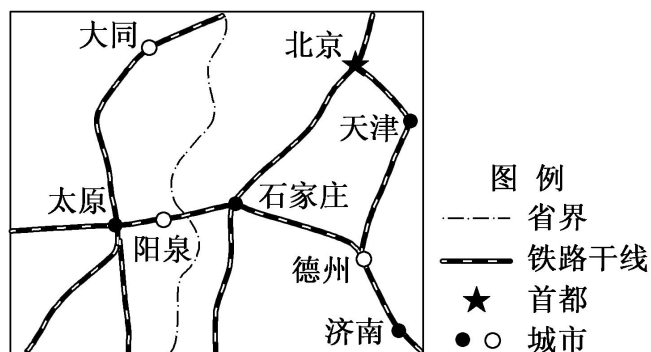 大同
北京
天津
太原
石家庄
阳泉
德州
济南
图 例
省界
铁路干线
首都
城市